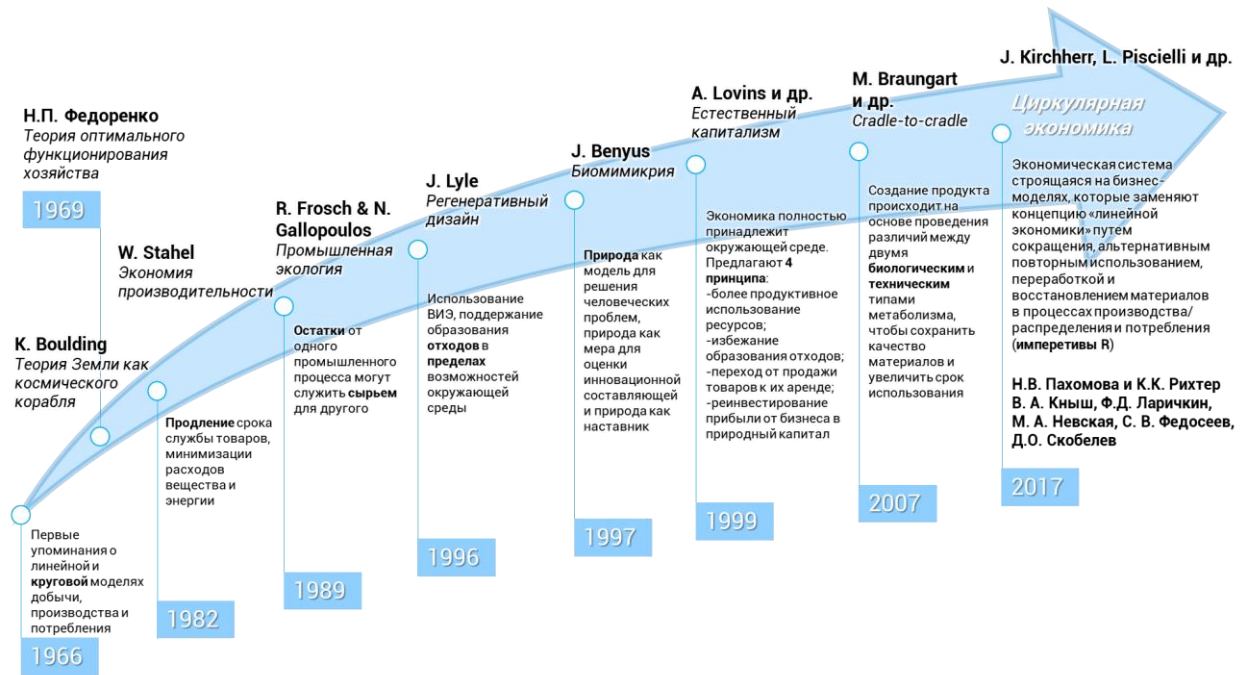 Н.П. Федоренко
Теория оптимального
функционирования
хозяйства
1969
K. Boulding
Теория Земли как
космического
корабля
Первые
упоминания о
линейной и
круговой моделях
добычи,
производства и
потребления
1966
W. Stahel
Экономия
производительности
Продление срока
службы товаров,
минимизации
расходов
вещества и
энергии
1982
R. Frosch & N.
Gallopoulos
Промышленная
экология
Остатки от
одного
промышленного
процесса могут
служить сырьем
для другого
1989
J. Lyle
Регенеративный
дизайн
Использование
ВИЭ, поддержание
образования
отходов в
пределах
возможностей
окружающей
среды
1996
J. Benyus
Биомимикрия
Природа как
модель для
решения
человеческих
проблем,
природа как
мера для
оценки
инновационной
составляющей
и природа как
наставник
1997
A. Lovins и др.
Естественный
капитализм
Экономика полностью
принадлежит
окружающей среде.
Предлагают 4
принципа:
-более продуктивное
использование
ресурсов;
-избежание
образования отходов;
-переход от продажи
товаров к их аренде;
-реинвестирование
прибыли от бизнеса в
природный капитал
1999
M. Braungart
и др.
Cradle-to-cradle
Создание продукта
происходит на
основе проведения
различий между
двумя
биологическим и
техническим
типами
метаболизма,
чтобы сохранить
качество
материалов и
увеличить срок
использования
2007
J. Kirchherr, L. Piscielli и др.
Циркулярная
экономика
Экономическая система
строящаяся на бизнес-
моделях, которые заменяют
концепцию «линейной
экономики» путем
сокращения, альтернативным
повторным использованием,
переработкой и
восстановлением материалов
в процессах производства/
распределения и потребления
(императивы R)
Н.В. Пахомова и К.К. Рихтер
В. А. Кныш, Ф.Д. Ларичкин,
М. А. Невская, С. В. Федосеев,
Д.О. Скобелев
2017